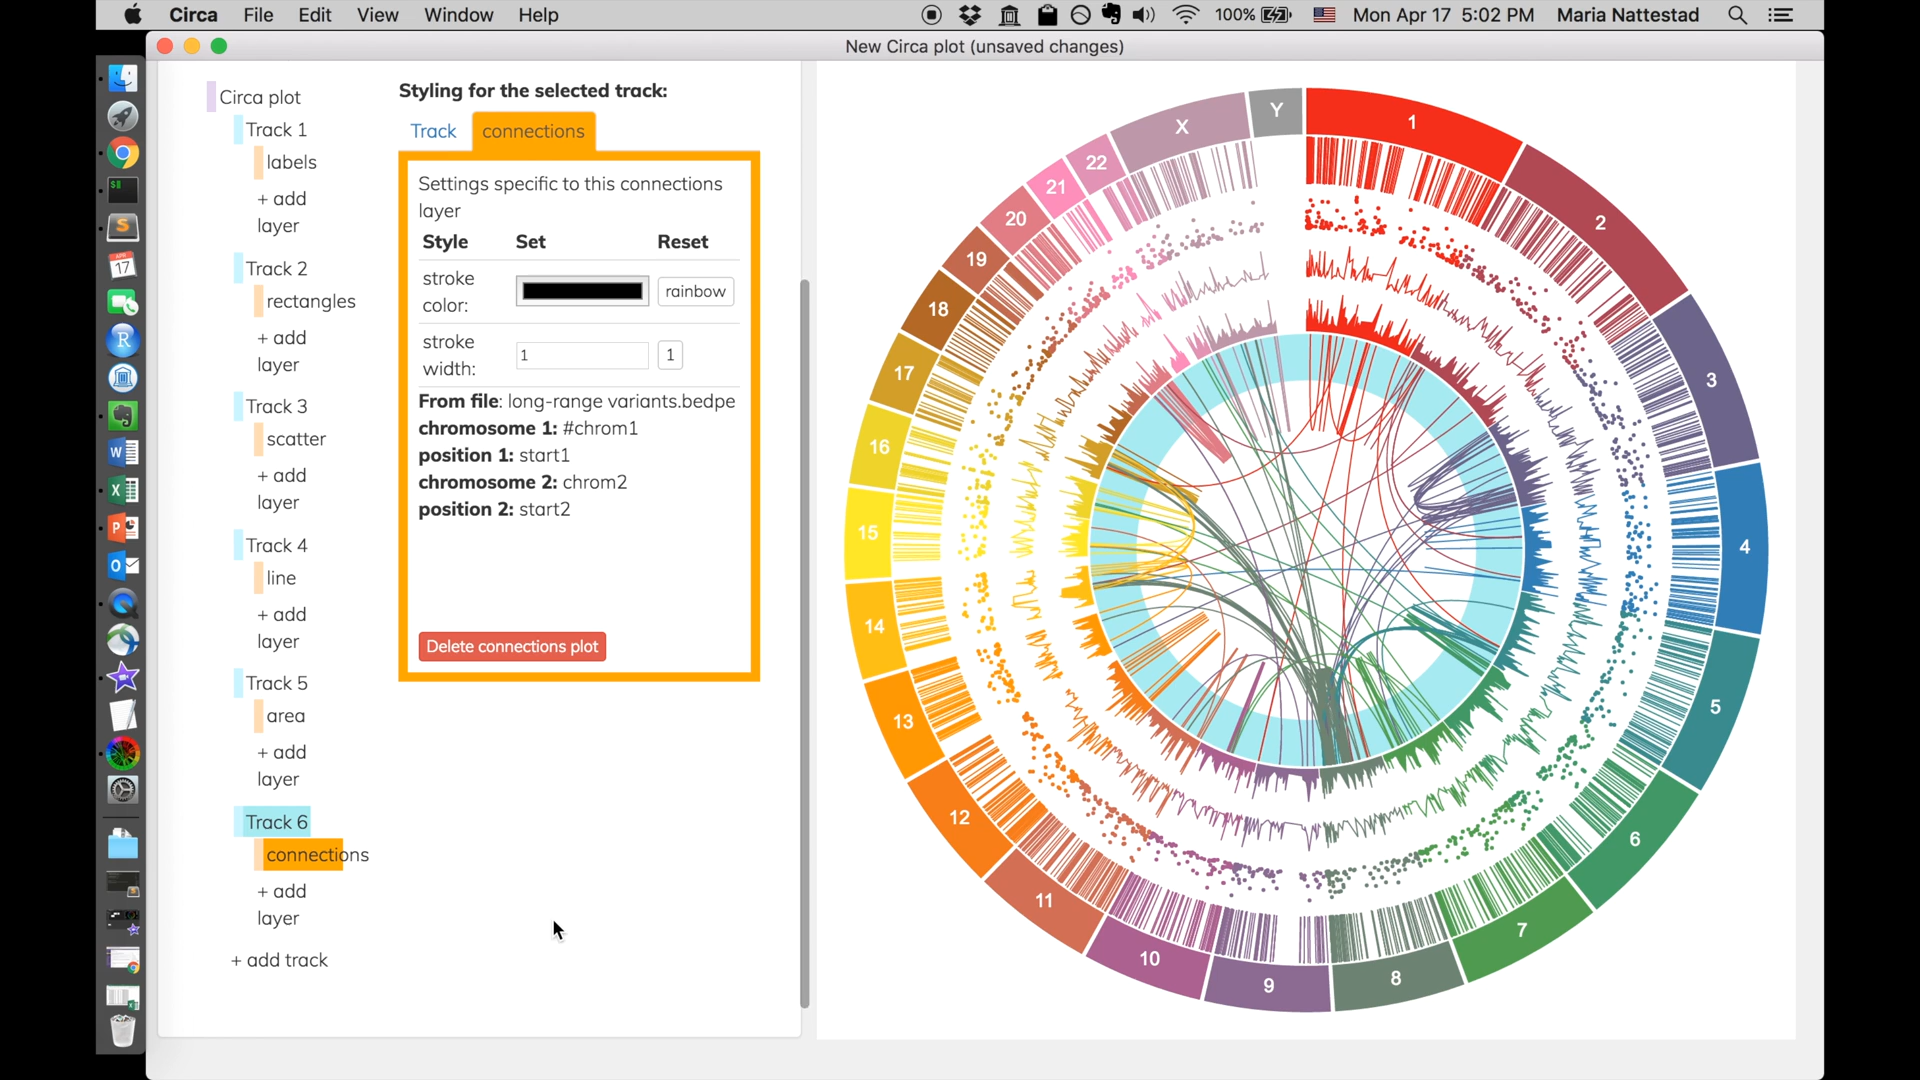 Circa File Edit View Window Help
100% Mon Apr 17 5:02 PM Maria Nattestad
New Circa plot (unsaved changes)
Circa plot
Track 1
labels
+ add
layer
Track 2
rectangles
+ add
layer
Track 3
scatter
+ add
layer
Track 4
line
+ add
layer
Track 5
area
+ add
layer
Track 6
connections
+ add
layer
+ add track
Styling for the selected track:
Track connections
Settings specific to this connections
layer
Style Set Reset
stroke
color:
rainbow
stroke
width:
1 1
From file: long-range variants.bedpe
chromosome 1: #chrom1
position 1: start1
chromosome 2: chrom2
position 2: start2
Delete connections plot
1
2
3
4
5
6
7
8
9
10
11
12
13
14
15
16
17
18
19
20
21
22
X
Y
17
S
R
W
X
P
O